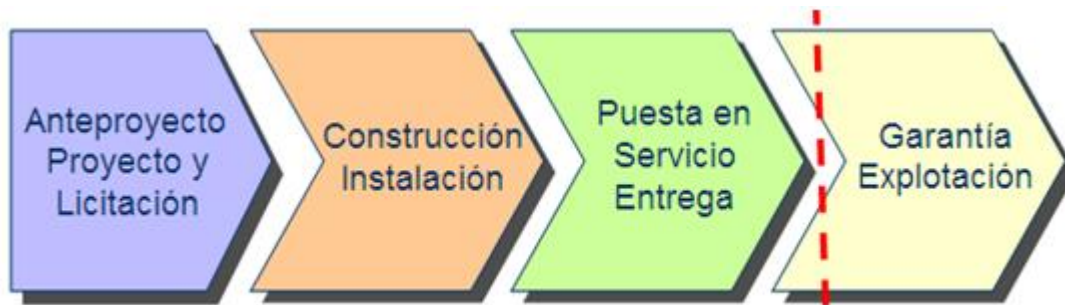 Anteproyecto
Proyecto y
Licitación
Construcción
Instalación
Puesta en
Servicio
Entrega
Garantía
Explotación